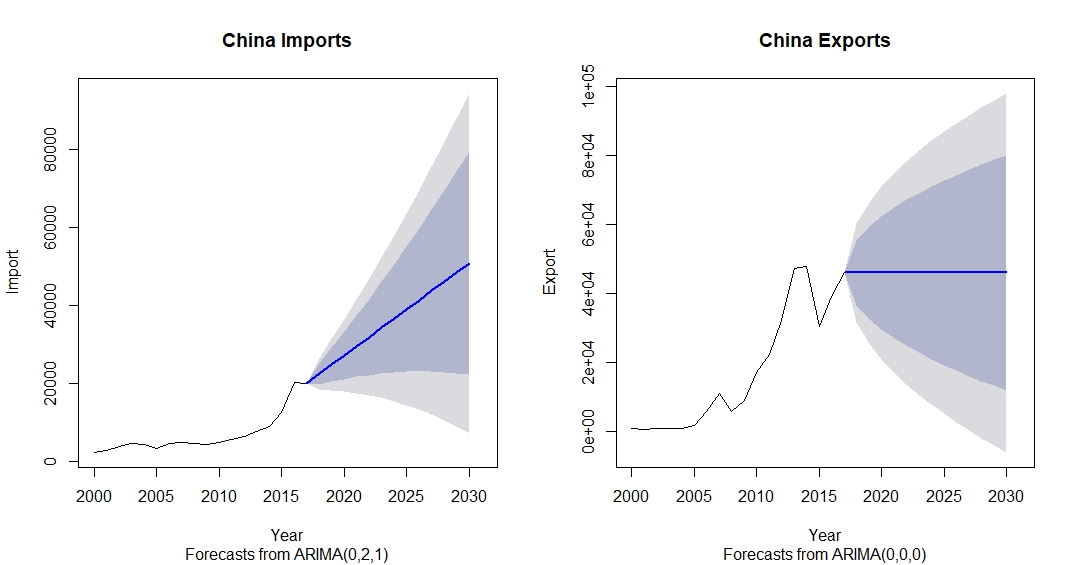 China Imports
Import
80000
60000
40000
20000
0
2000 2005 2010 2015 2020 2025 2030
Year
Forecasts from ARIMA(0,2,1)
China Exports
Export
1e+05
8e+04
6e+04
4e+04
2e+04
0e+00
2000 2005 2010 2015 2020 2025 2030
Year
Forecasts from ARIMA(0,0,0)